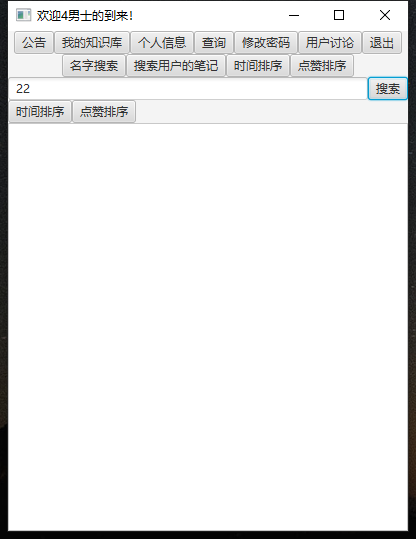 欢迎4男士的到来!
公告 我的知识库 个人信息 查询 修改密码 用户讨论 退出
名字搜索 搜索用户的笔记 时间排序 点赞排序
22 搜索
时间排序 点赞排序